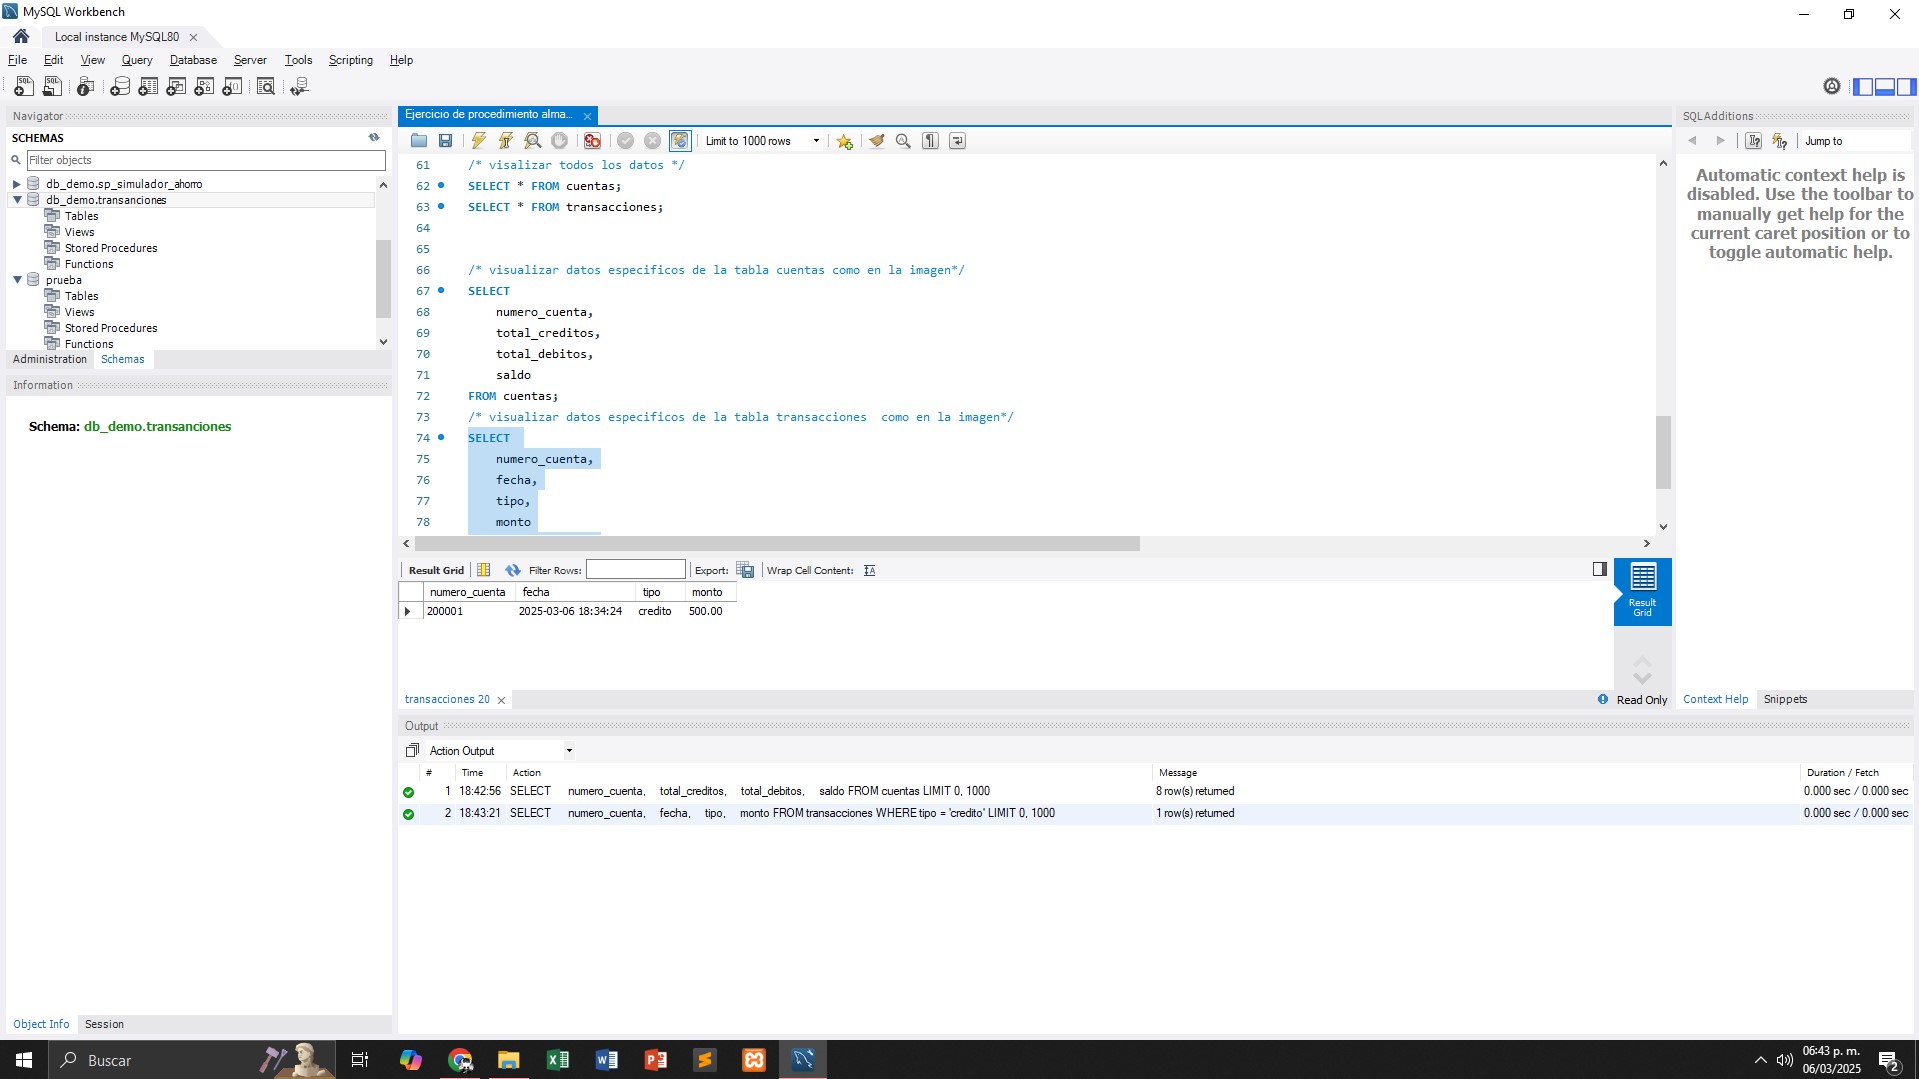 MySQL Workbench
Local instance MySQL80
File Edit View Query Database Server Tools Scripting Help
Navigator
SCHEMAS
Filter objects
db_demo.sp_simulador_ahorro
db_demo.transanciones
Tables
Views
Stored Procedures
Functions
prueba
Tables
Views
Stored Procedures
Functions
Administration Schemas
Information
Schema: db_demo.transanciones
Object Info Session
Ejercicio de procedimiento alma...
Limit to 1000 rows
61 /* visalizar todos los datos */
62 SELECT * FROM cuentas;
63 SELECT * FROM transacciones;
64
65
66 /* visualizar datos especificos de la tabla cuentas como en la imagen*/
67 SELECT
68 numero_cuenta,
69 total_creditos,
70 total_debitos,
71 saldo
72 FROM cuentas;
73 /* visualizar datos especificos de la tabla transacciones  como en la imagen*/
74 SELECT
75 numero_cuenta,
76 fecha,
77 tipo,
78 monto
Result Grid Filter Rows: Export: Wrap Cell Content:
numero_cuenta fecha tipo monto
200001 2025-03-06 18:34:24 credito 500.00
Result
Grid
transacciones 20
Read Only
SQLAdditions
Jump to
Automatic context help is
disabled. Use the toolbar to
manually get help for the
current caret position or to
toggle automatic help.
Context Help Snippets
Output
Action Output
# Time Action Message Duration / Fetch
1 18:42:56 SELECT numero_cuenta, total_creditos, total_debitos, saldo FROM cuentas LIMIT 0, 1000 8 row(s) returned 0.000 sec / 0.000 sec
2 18:43:21 SELECT numero_cuenta, fecha, tipo, monto FROM transacciones WHERE tipo = 'credito' LIMIT 0, 1000 1 row(s) returned 0.000 sec / 0.000 sec
Buscar
06:43 p. m.
06/03/2025
2